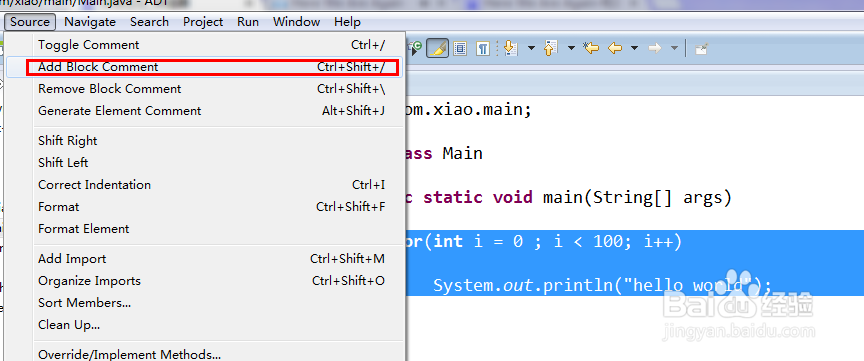 om/xiao/main/Main.java - ADT
Source Navigate Search Project Run Window Help
Toggle Comment Ctrl+/
Add Block Comment Ctrl+Shift+/
Remove Block Comment Ctrl+Shift+\
Generate Element Comment Alt+Shift+J
Shift Right
Shift Left
Correct Indentation Ctrl+I
Format Ctrl+Shift+F
Format Element
Add Import Ctrl+Shift+M
Organize Imports Ctrl+Shift+O
Sort Members...
Clean Up...
Override/Implement Methods...
om.xiao.main;
ass Main
c static void main(String[] args)
or(int i = 0 ; i < 100; i++)
System.out.println("hello world");
Baidu 经验
jingyan.baidu.com